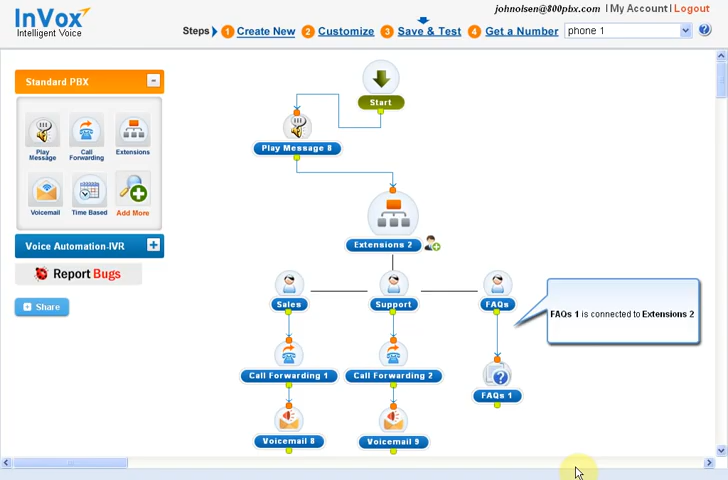 InVox
Intelligent Voice
johnolsen@800pbx.com | My Account | Logout
Steps 1 Create New 2 Customize 3 Save & Test 4 Get a Number phone 1 ?
Standard PBX -
Play Message
Call Forwarding
Extensions
Voicemail
Time Based
Add More
Voice Automation-IVR +
Report Bugs
Share
Start
Play Message 8
Extensions 2
Sales
Support
FAQs
FAQs 1 is connected to Extensions 2
Call Forwarding 1
Call Forwarding 2
FAQs 1
Voicemail 8
Voicemail 9